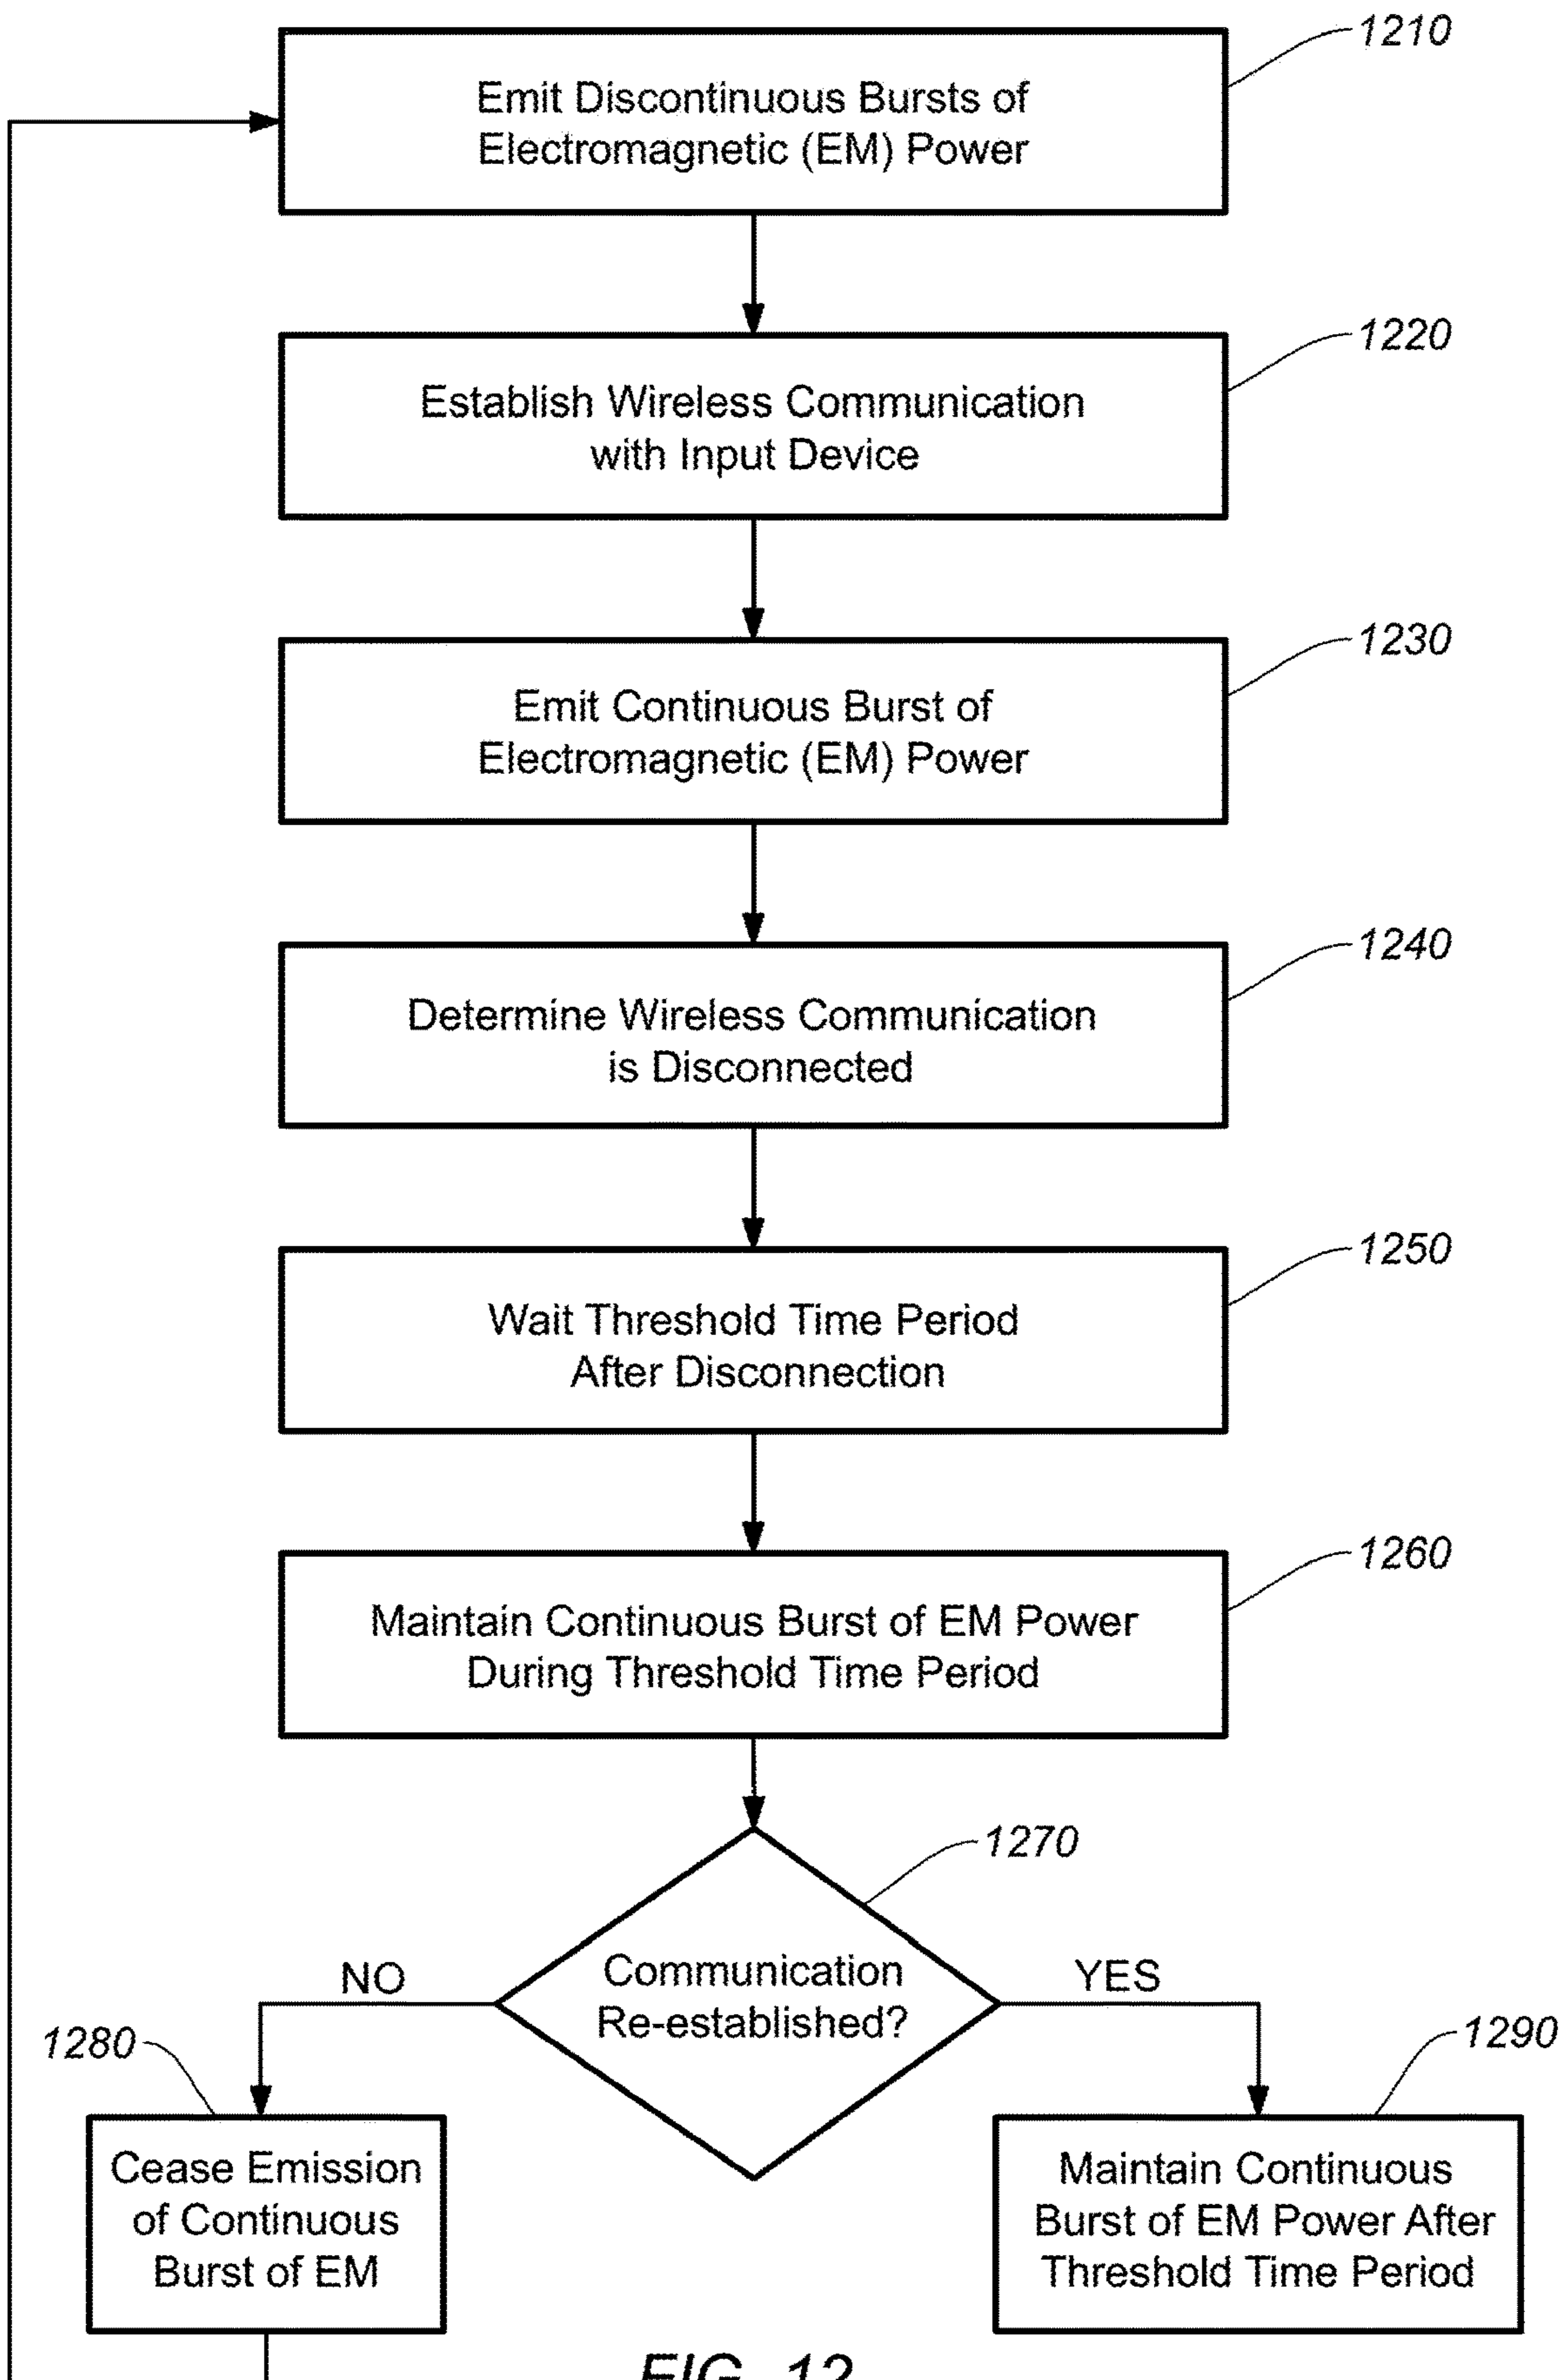 1210
Emit Discontinuous Bursts of
Electromagnetic (EM) Power
1220
Establish Wireless Communication
with Input Device
1230
Emit Continuous Burst of
Electromagnetic (EM) Power
1240
Determine Wireless Communication
is Disconnected
1250
Wait Threshold Time Period
After Disconnection
1260
Maintain Continuous Burst of EM Power
During Threshold Time Period
1270
Communication
Re-established?
NO
YES
1280
Cease Emission
of Continuous
Burst of EM
1290
Maintain Continuous
Burst of EM Power After
Threshold Time Period
FIG. 12